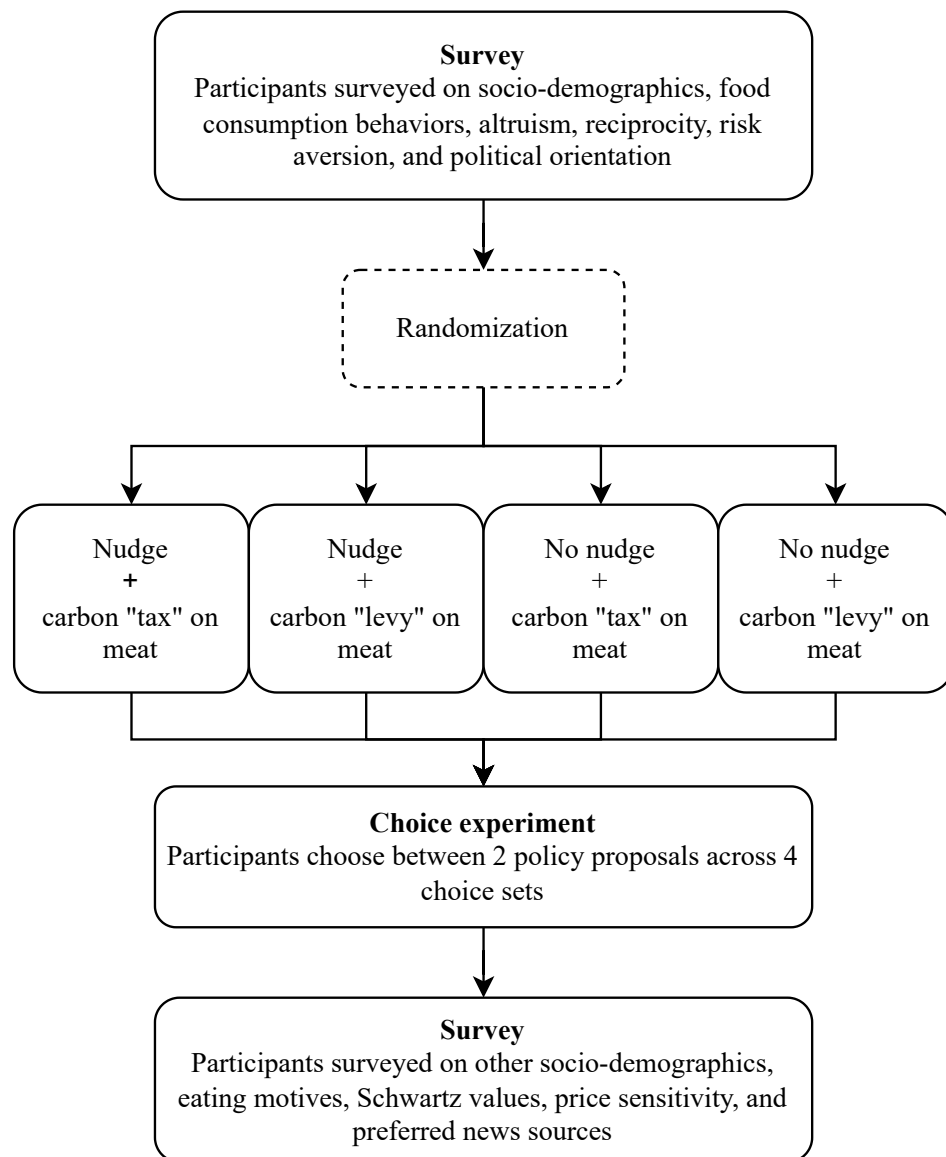 Survey
Participants surveyed on socio-demographics, food
consumption behaviors, altruism, reciprocity, risk
aversion, and political orientation
Randomization
Nudge
+
carbon "tax" on
meat
Nudge
+
carbon "levy" on
meat
No nudge
+
carbon "tax" on
meat
No nudge
+
carbon "levy" on
meat
Choice experiment
Participants choose between 2 policy proposals across 4
choice sets
Survey
Participants surveyed on other socio-demographics,
eating motives, Schwartz values, price sensitivity, and
preferred news sources